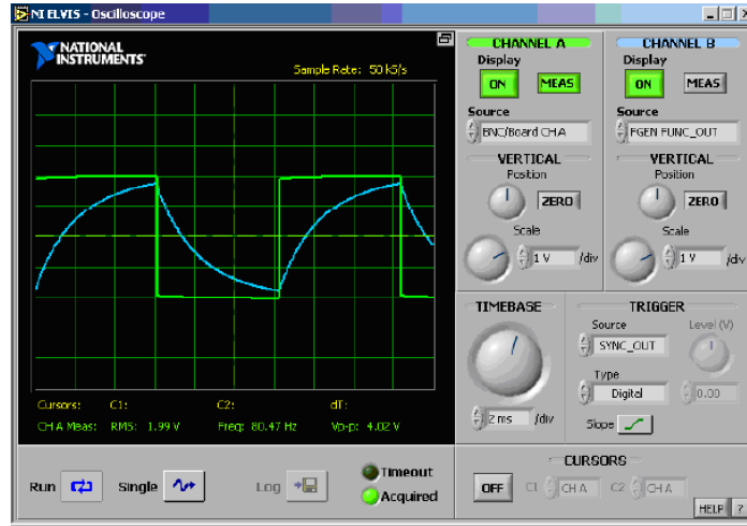 NI ELVIS - Oscilloscope
NATIONAL
INSTRUMENTS
Sample Rate: 50 kS/s
Cursors: C1: C2: dT:
CH A Meas: RMS: 1.99 V Freq: 80.47 Hz Vp-p: 4.02 V
Run Single Log
Timeout
Acquired
CHANNEL A
Display
ON MEAS
Source
BNC/Board CH A
VERTICAL
Position
ZERO
Scale
1 V /div
CHANNEL B
Display
ON MEAS
Source
FGEN FUNC_OUT
VERTICAL
Position
ZERO
Scale
1 V /div
TIMEBASE
2 ms /div
TRIGGER
Source Level (V)
SYNC_OUT
Type
Digital 0.00
Slope
CURSORS
OFF C1 CH A C2 CH A
HELP ?